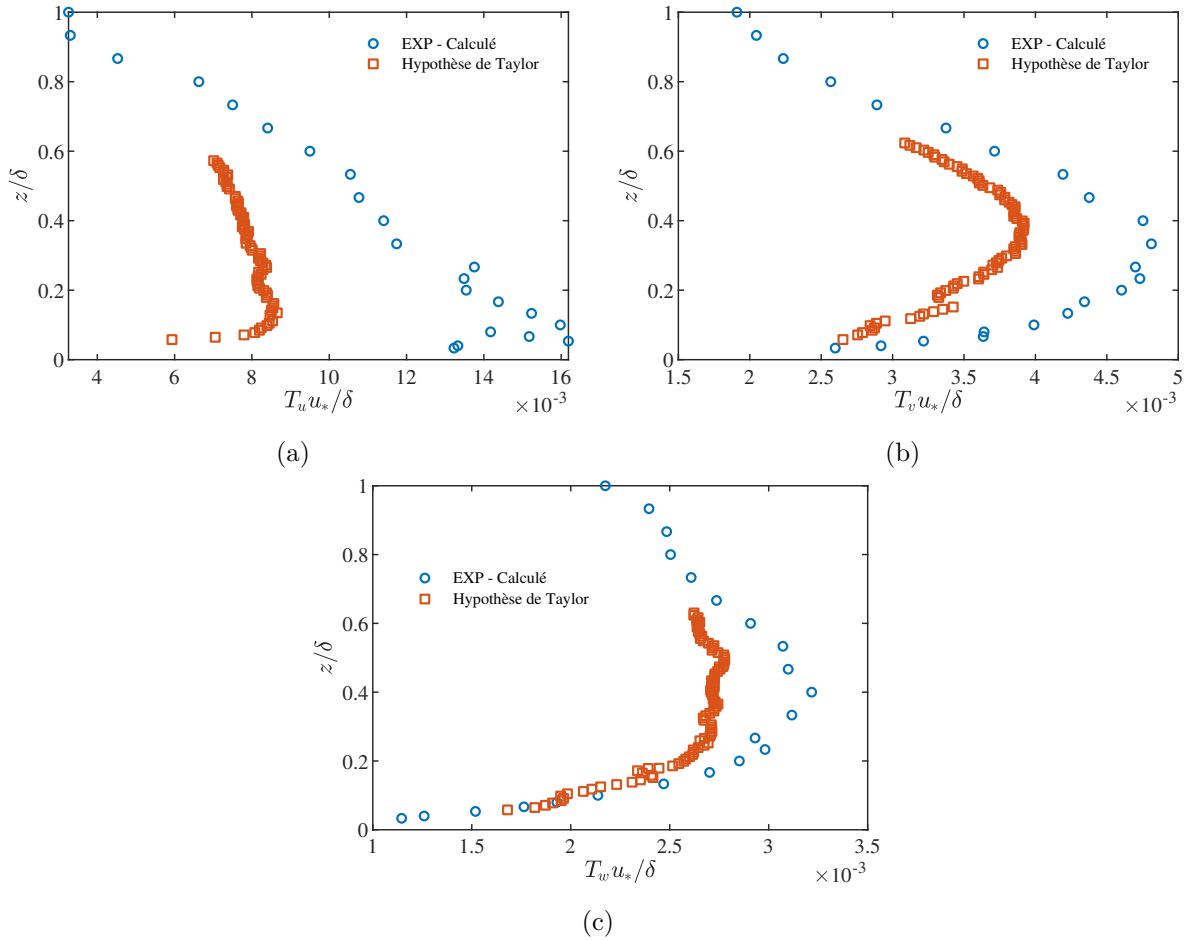 1
0.8
0.6
0.4
0.2
0
z/δ
EXP - Calculé
Hypothèse de Taylor
4 6 8 10 12 14 16
T_u u_*/δ ×10⁻³
(a)
1
0.8
0.6
0.4
0.2
0
z/δ
EXP - Calculé
Hypothèse de Taylor
1.5 2 2.5 3 3.5 4 4.5 5
T_v u_*/δ ×10⁻³
(b)
1
0.8
0.6
0.4
0.2
0
z/δ
EXP - Calculé
Hypothèse de Taylor
1 1.5 2 2.5 3 3.5
T_w u_*/δ ×10⁻³
(c)